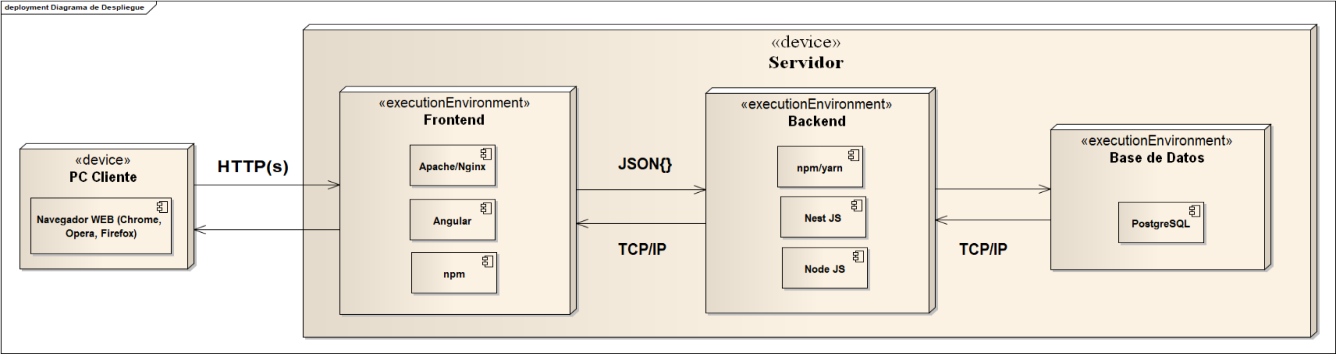 deployment Diagrama de Despliegue
«device»
Servidor
«device»
PC Cliente
Navegador WEB (Chrome,
Opera, Firefox)
HTTP(s)
«executionEnvironment»
Frontend
Apache/Nginx
Angular
npm
JSON{}
TCP/IP
«executionEnvironment»
Backend
npm/yarn
Nest JS
Node JS
TCP/IP
«executionEnvironment»
Base de Datos
PostgreSQL